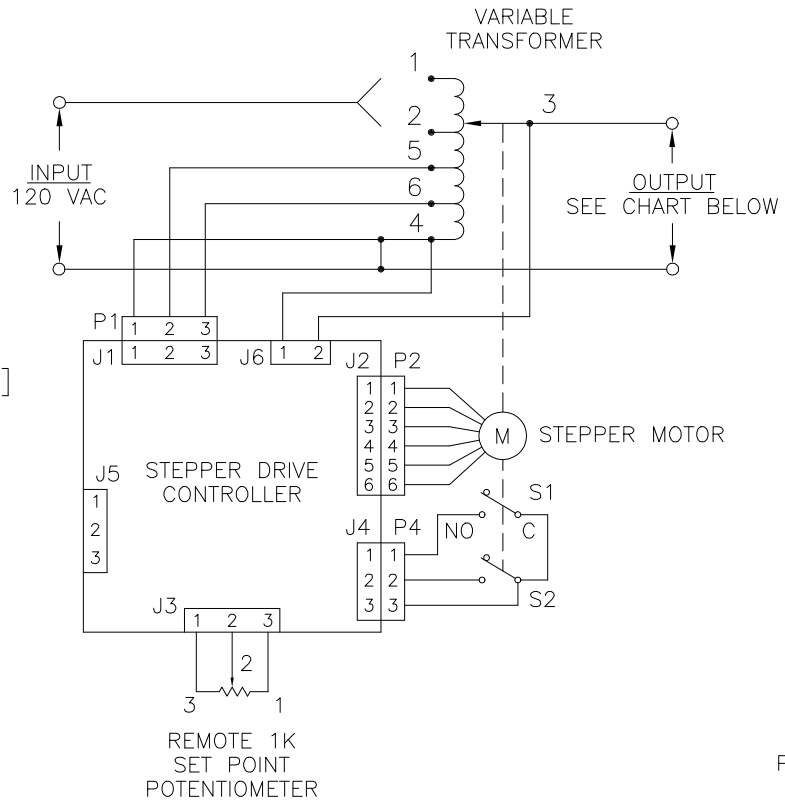 VARIABLE
TRANSFORMER
1
2
3
5
6
4
INPUT
120 VAC
OUTPUT
SEE CHART BELOW
P1
1 2 3
J1
1 2 3
J6
1 2
J2 P2
1 1
2 2
3 3
4 4
5 5
6 6
]
M
STEPPER MOTOR
STEPPER DRIVE
CONTROLLER
J5
1
2
3
S1
NO C
S2
J4 P4
1 1
2 2
3 3
J3
1 2 3
2
3 1
REMOTE 1K
SET POINT
POTENTIOMETER